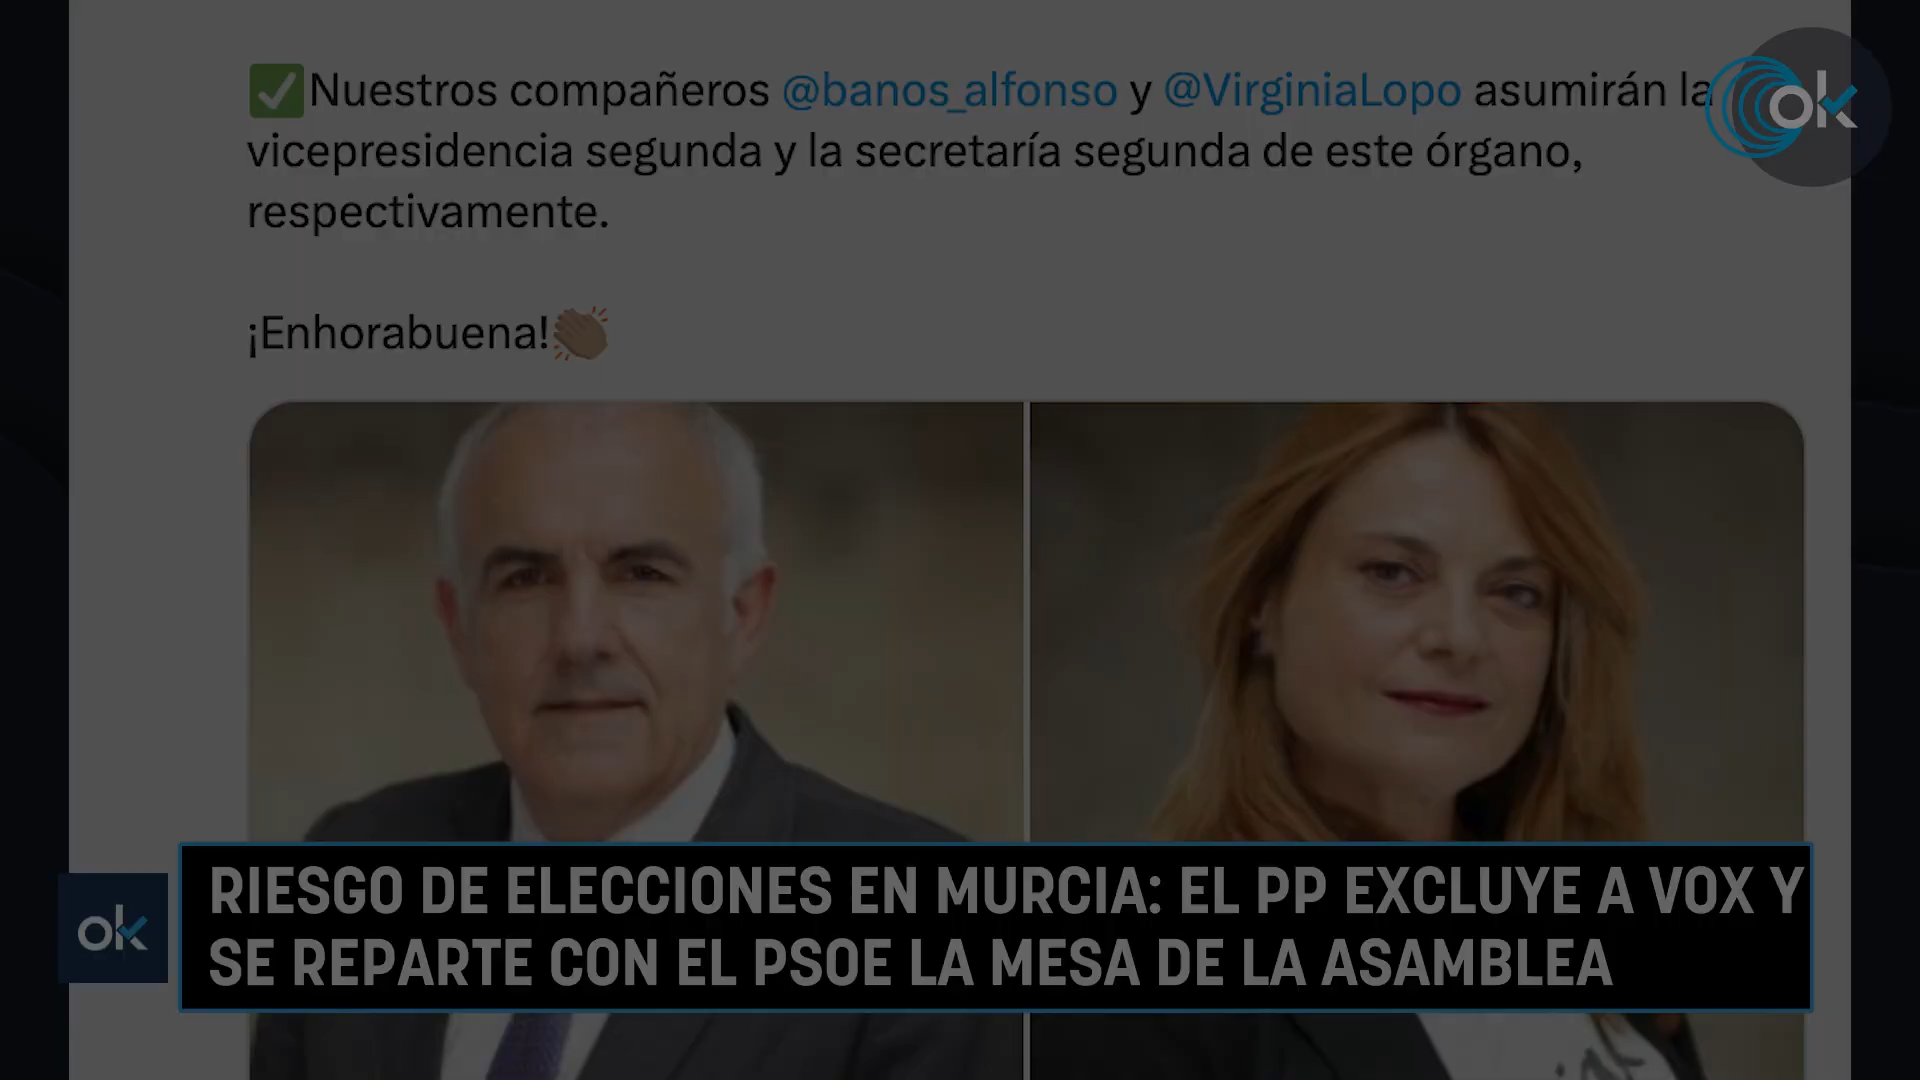 ✅Nuestros compañeros @banos_alfonso y @VirginiaLopo asumirán la
vicepresidencia segunda y la secretaría segunda de este órgano,
respectivamente.
¡Enhorabuena!👏🏼
ok
ok
RIESGO DE ELECCIONES EN MURCIA: EL PP EXCLUYE A VOX Y
SE REPARTE CON EL PSOE LA MESA DE LA ASAMBLEA